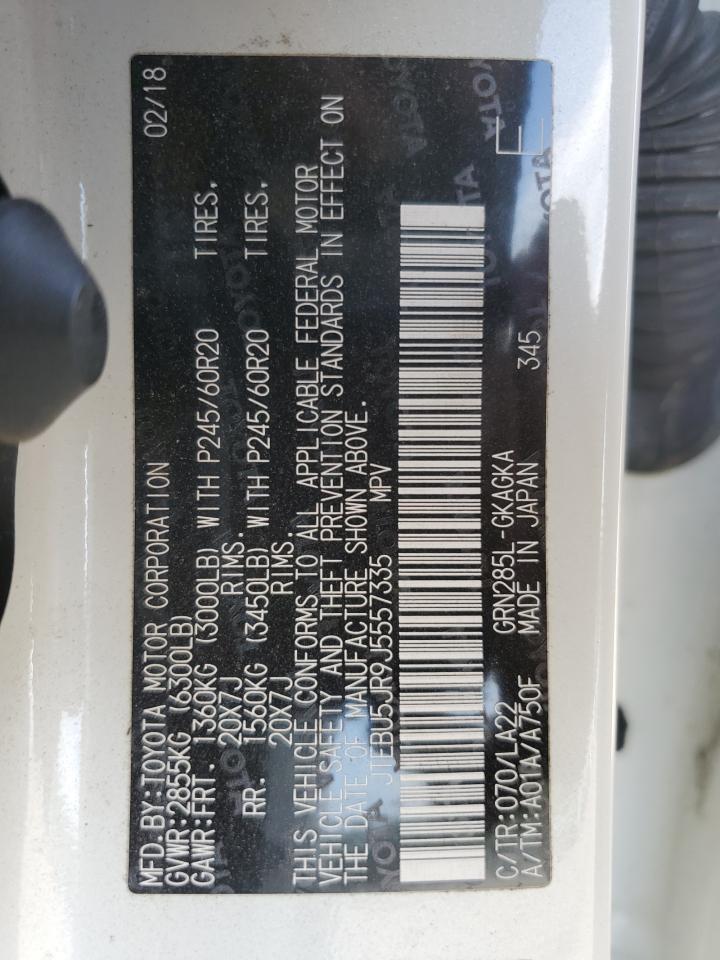 MFD.BY:TOYOTA MOTOR CORPORATION 02/18
GVWR:2855KG (6300LB)
GAWR:FRT. 1360KG (3000LB) WITH P245/60R20 TIRES,
20X7J RIMS.
RR. 1560KG (3450LB) WITH P245/60R20 TIRES,
20X7J RIMS.
THIS VEHICLE CONFORMS TO ALL APPLICABLE FEDERAL MOTOR
VEHICLE SAFETY AND THEFT PREVENTION STANDARDS IN EFFECT ON
THE DATE OF MANUFACTURE SHOWN ABOVE.
JTEBU5JR9J5557335 MPV
C/TR:070/LA22 GRN285L-GKAGKA
A/TM:A01A/A750F MADE IN JAPAN 345
E